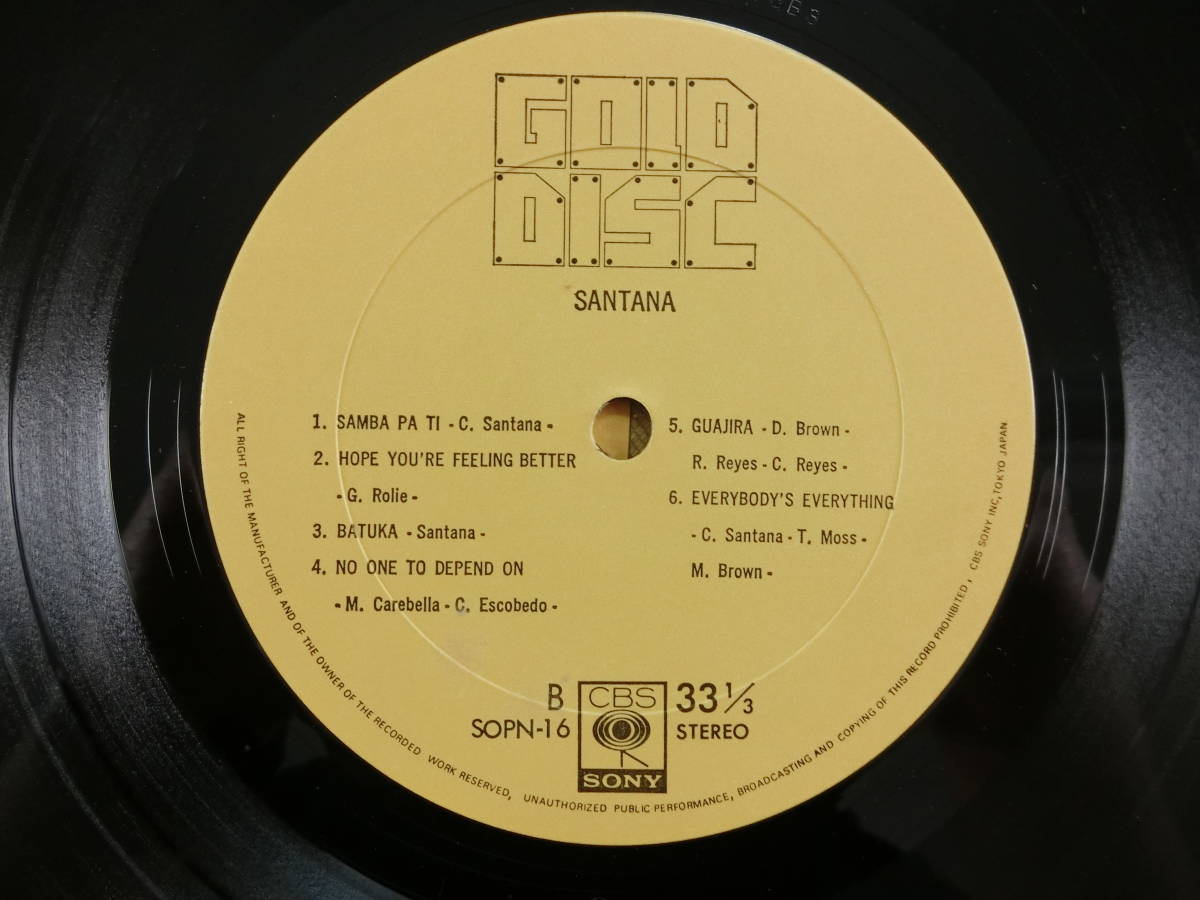 GOLD
DISC
SANTANA
1. SAMBA PA TI - C. Santana -
2. HOPE YOU'RE FEELING BETTER
- G. Rolie -
3. BATUKA - Santana -
4. NO ONE TO DEPEND ON
- M. Carebella - C. Escobedo -
5. GUAJIRA - D. Brown -
R. Reyes - C. Reyes -
6. EVERYBODY'S EVERYTHING
- C. Santana - T. Moss -
M. Brown -
B
SOPN-16
CBS
SONY
33 1/3
STEREO
ALL RIGHT OF THE MANUFACTURER AND OF THE OWNER OF THE RECORDED WORK RESERVED, UNAUTHORIZED PUBLIC PERFORMANCE, BROADCASTING AND COPYING OF THIS RECORD PROHIBITED, CBS SONY INC, TOKYO JAPAN